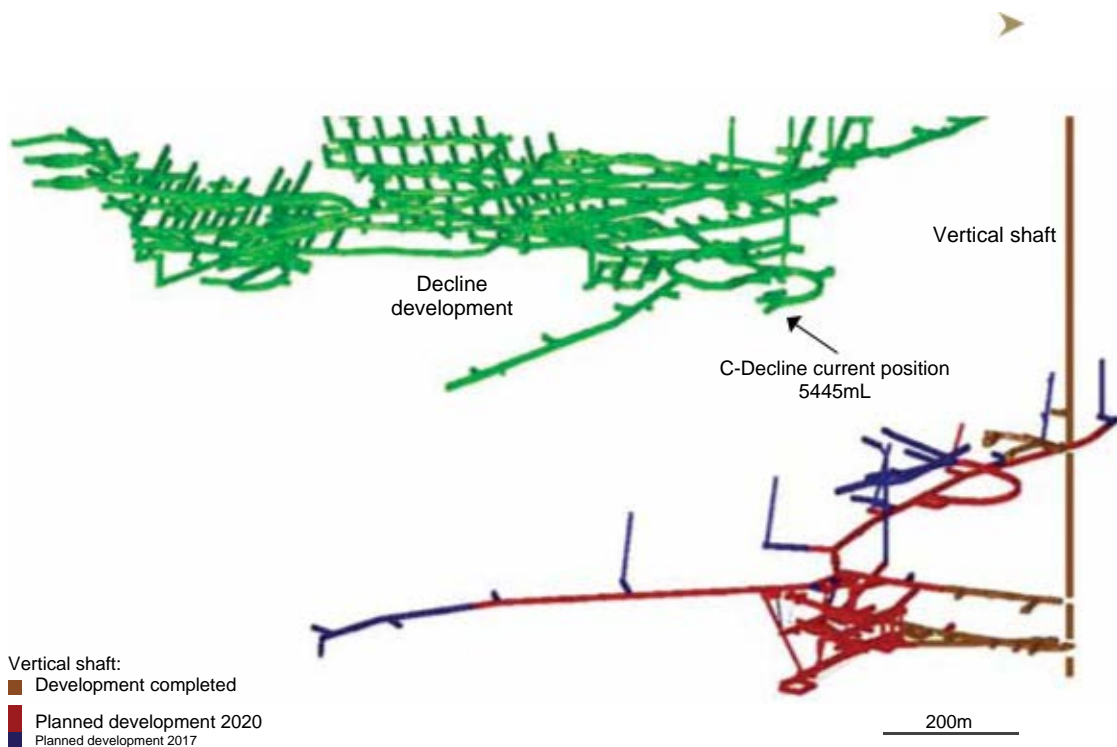 Vertical shaft
Decline
development
C-Decline current position
5445mL
Vertical shaft:
Development completed
Planned development 2020
Planned development 2017
200m